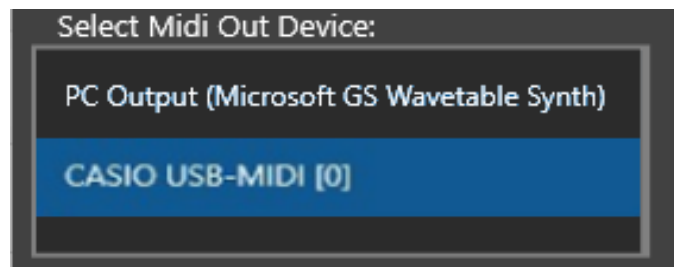 Select Midi Out Device:
PC Output (Microsoft GS Wavetable Synth)
CASIO USB-MIDI [0]